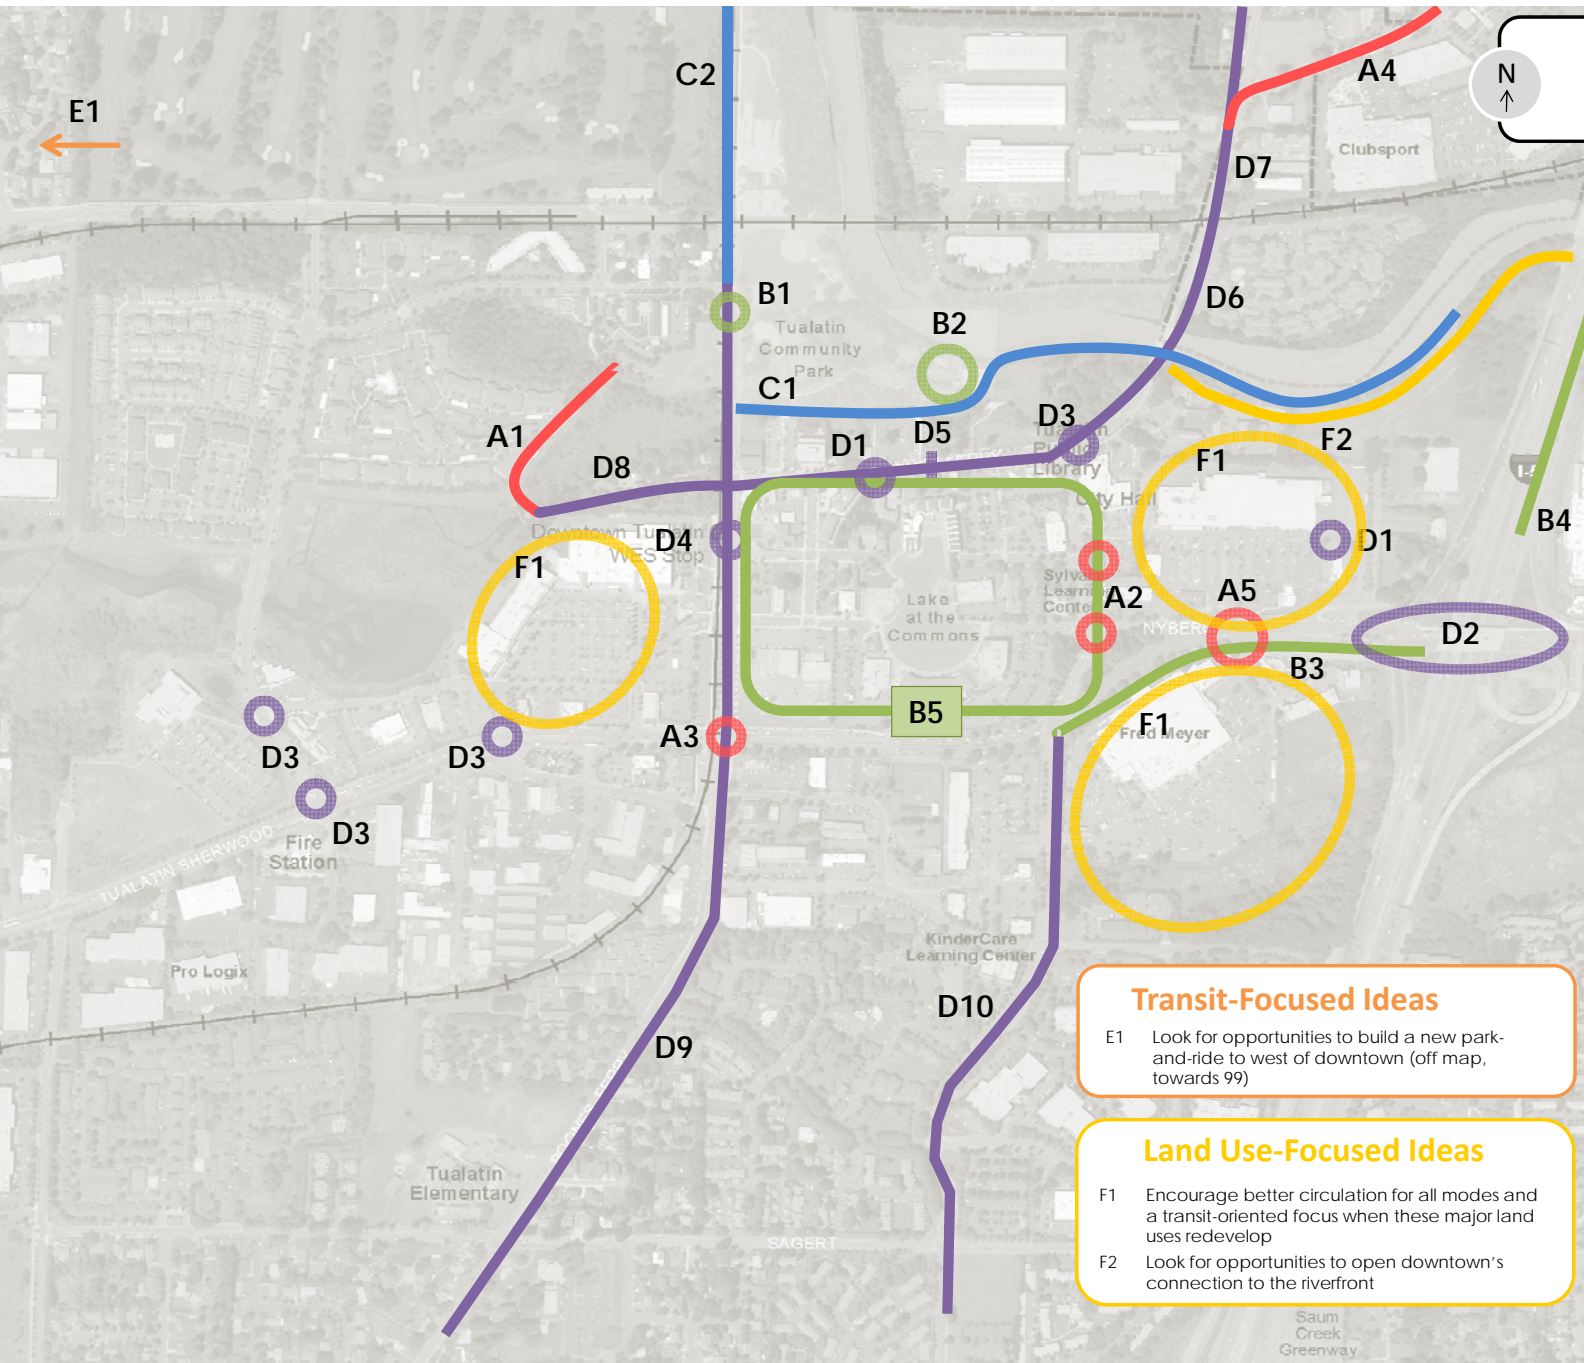 C2
A4
N
E1
Clubsport
D7
B1
D6
B2
Tualatin
Community
Park
C1
D3
D5
D1
A1
F2
F1
D8
Library
City Hall
B4
Downtown Tualatin
WES Stop
D4
D1
F1
Sylvan
Learning
Center
A2
A5
Lake
at the
Commons
NYBERG
D2
B3
B5
F1
Fred Meyer
A3
D3
D3
D3
TUALATIN SHERWOOD
Fire
Station
KinderCare
Learning Center
Pro Logix
D10
D9
Transit-Focused Ideas
E1 Look for opportunities to build a new park-
and-ride to west of downtown (off map,
towards 99)
Land Use-Focused Ideas
F1 Encourage better circulation for all modes and
a transit-oriented focus when these major land
uses redevelop
F2 Look for opportunities to open downtown's
connection to the riverfront
Tualatin
Elementary
SAGERT
Saum
Creek
Greenway